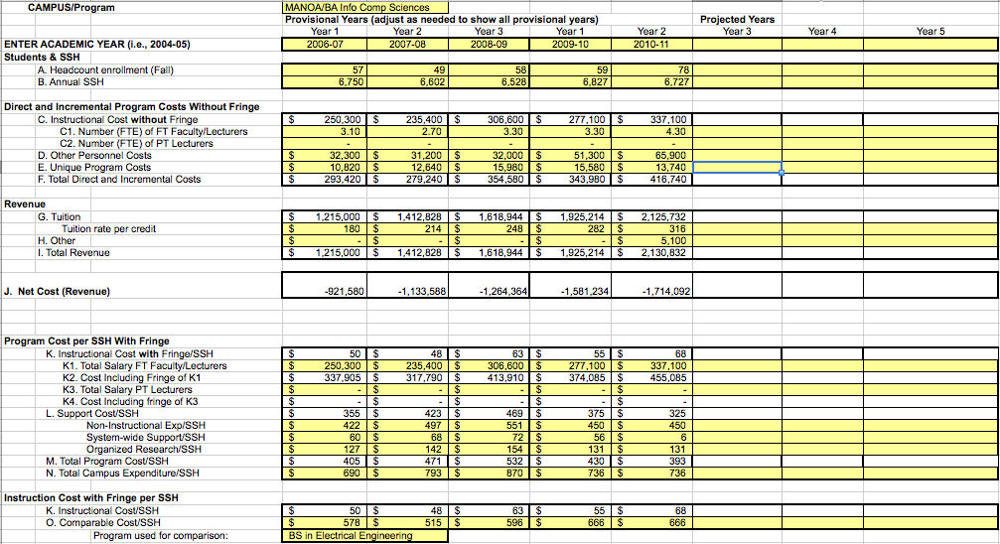 CAMPUS/Program MANOA/BA Info Comp Sciences
Provisional Years (adjust as needed to show all provisional years) Projected Years
Year 1 Year 2 Year 3 Year 1 Year 2 Year 3 Year 4 Year 5
ENTER ACADEMIC YEAR (i.e., 2004-05) 2006-07 2007-08 2008-09 2009-10 2010-11
Students & SSH
A. Headcount enrollment (Fall) 57 49 58 59 78
B. Annual SSH 6,750 6,602 6,528 6,827 6,727
Direct and Incremental Program Costs Without Fringe
C. Instructional Cost without Fringe $ 250,300 $ 235,400 $ 306,600 $ 277,100 $ 337,100
C1. Number (FTE) of FT Faculty/Lecturers 3.10 2.70 3.30 3.30 4.30
C2. Number (FTE) of PT Lecturers - - - - -
D. Other Personnel Costs $ 32,300 $ 31,200 $ 32,000 $ 51,300 $ 65,900
E. Unique Program Costs $ 10,820 $ 12,640 $ 15,980 $ 15,580 $ 13,740
F. Total Direct and Incremental Costs $ 293,420 $ 279,240 $ 354,580 $ 343,980 $ 416,740
Revenue
G. Tuition $ 1,215,000 $ 1,412,828 $ 1,618,944 $ 1,925,214 $ 2,125,732
Tuition rate per credit $ 180 $ 214 $ 248 $ 282 $ 316
H. Other $ - $ - $ - $ - $ 5,100
I. Total Revenue $ 1,215,000 $ 1,412,828 $ 1,618,944 $ 1,925,214 $ 2,130,832
J. Net Cost (Revenue) -921,580 -1,133,588 -1,264,364 -1,581,234 -1,714,092
Program Cost per SSH With Fringe
K. Instructional Cost with Fringe/SSH $ 50 $ 48 $ 63 $ 55 $ 68
K1. Total Salary FT Faculty/Lecturers $ 250,300 $ 235,400 $ 306,600 $ 277,100 $ 337,100
K2. Cost Including Fringe of K1 $ 337,905 $ 317,790 $ 413,910 $ 374,085 $ 455,085
K3. Total Salary PT Lecturers $ - $ - $ - $ - $ -
K4. Cost Including fringe of K3 $ - $ - $ - $ - $ -
L. Support Cost/SSH $ 355 $ 423 $ 469 $ 375 $ 325
Non-Instructional Exp/SSH $ 422 $ 497 $ 551 $ 450 $ 450
System-wide Support/SSH $ 60 $ 68 $ 72 $ 56 $ 6
Organized Research/SSH $ 127 $ 142 $ 154 $ 131 $ 131
M. Total Program Cost/SSH $ 405 $ 471 $ 532 $ 430 $ 393
N. Total Campus Expenditure/SSH $ 690 $ 793 $ 870 $ 736 $ 736
Instruction Cost with Fringe per SSH
K. Instructional Cost/SSH $ 50 $ 48 $ 63 $ 55 $ 68
O. Comparable Cost/SSH $ 578 $ 515 $ 596 $ 666 $ 666
Program used for comparison: BS in Electrical Engineering